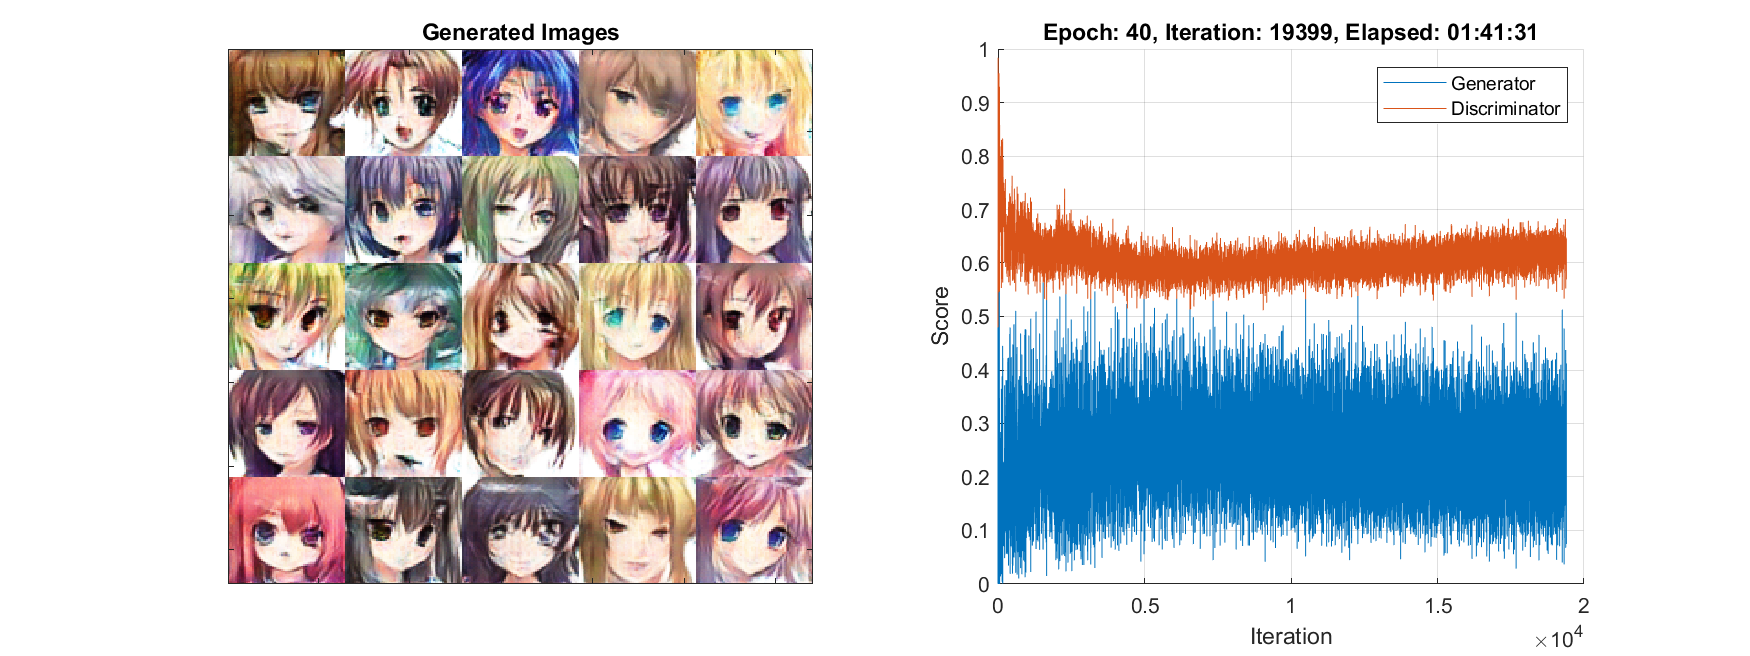 Generated Images
Epoch: 40, Iteration: 19399, Elapsed: 01:41:31
Generator
Discriminator
Score
1
0.9
0.8
0.7
0.6
0.5
0.4
0.3
0.2
0.1
0
0 0.5 1 1.5 2
Iteration
×10⁴